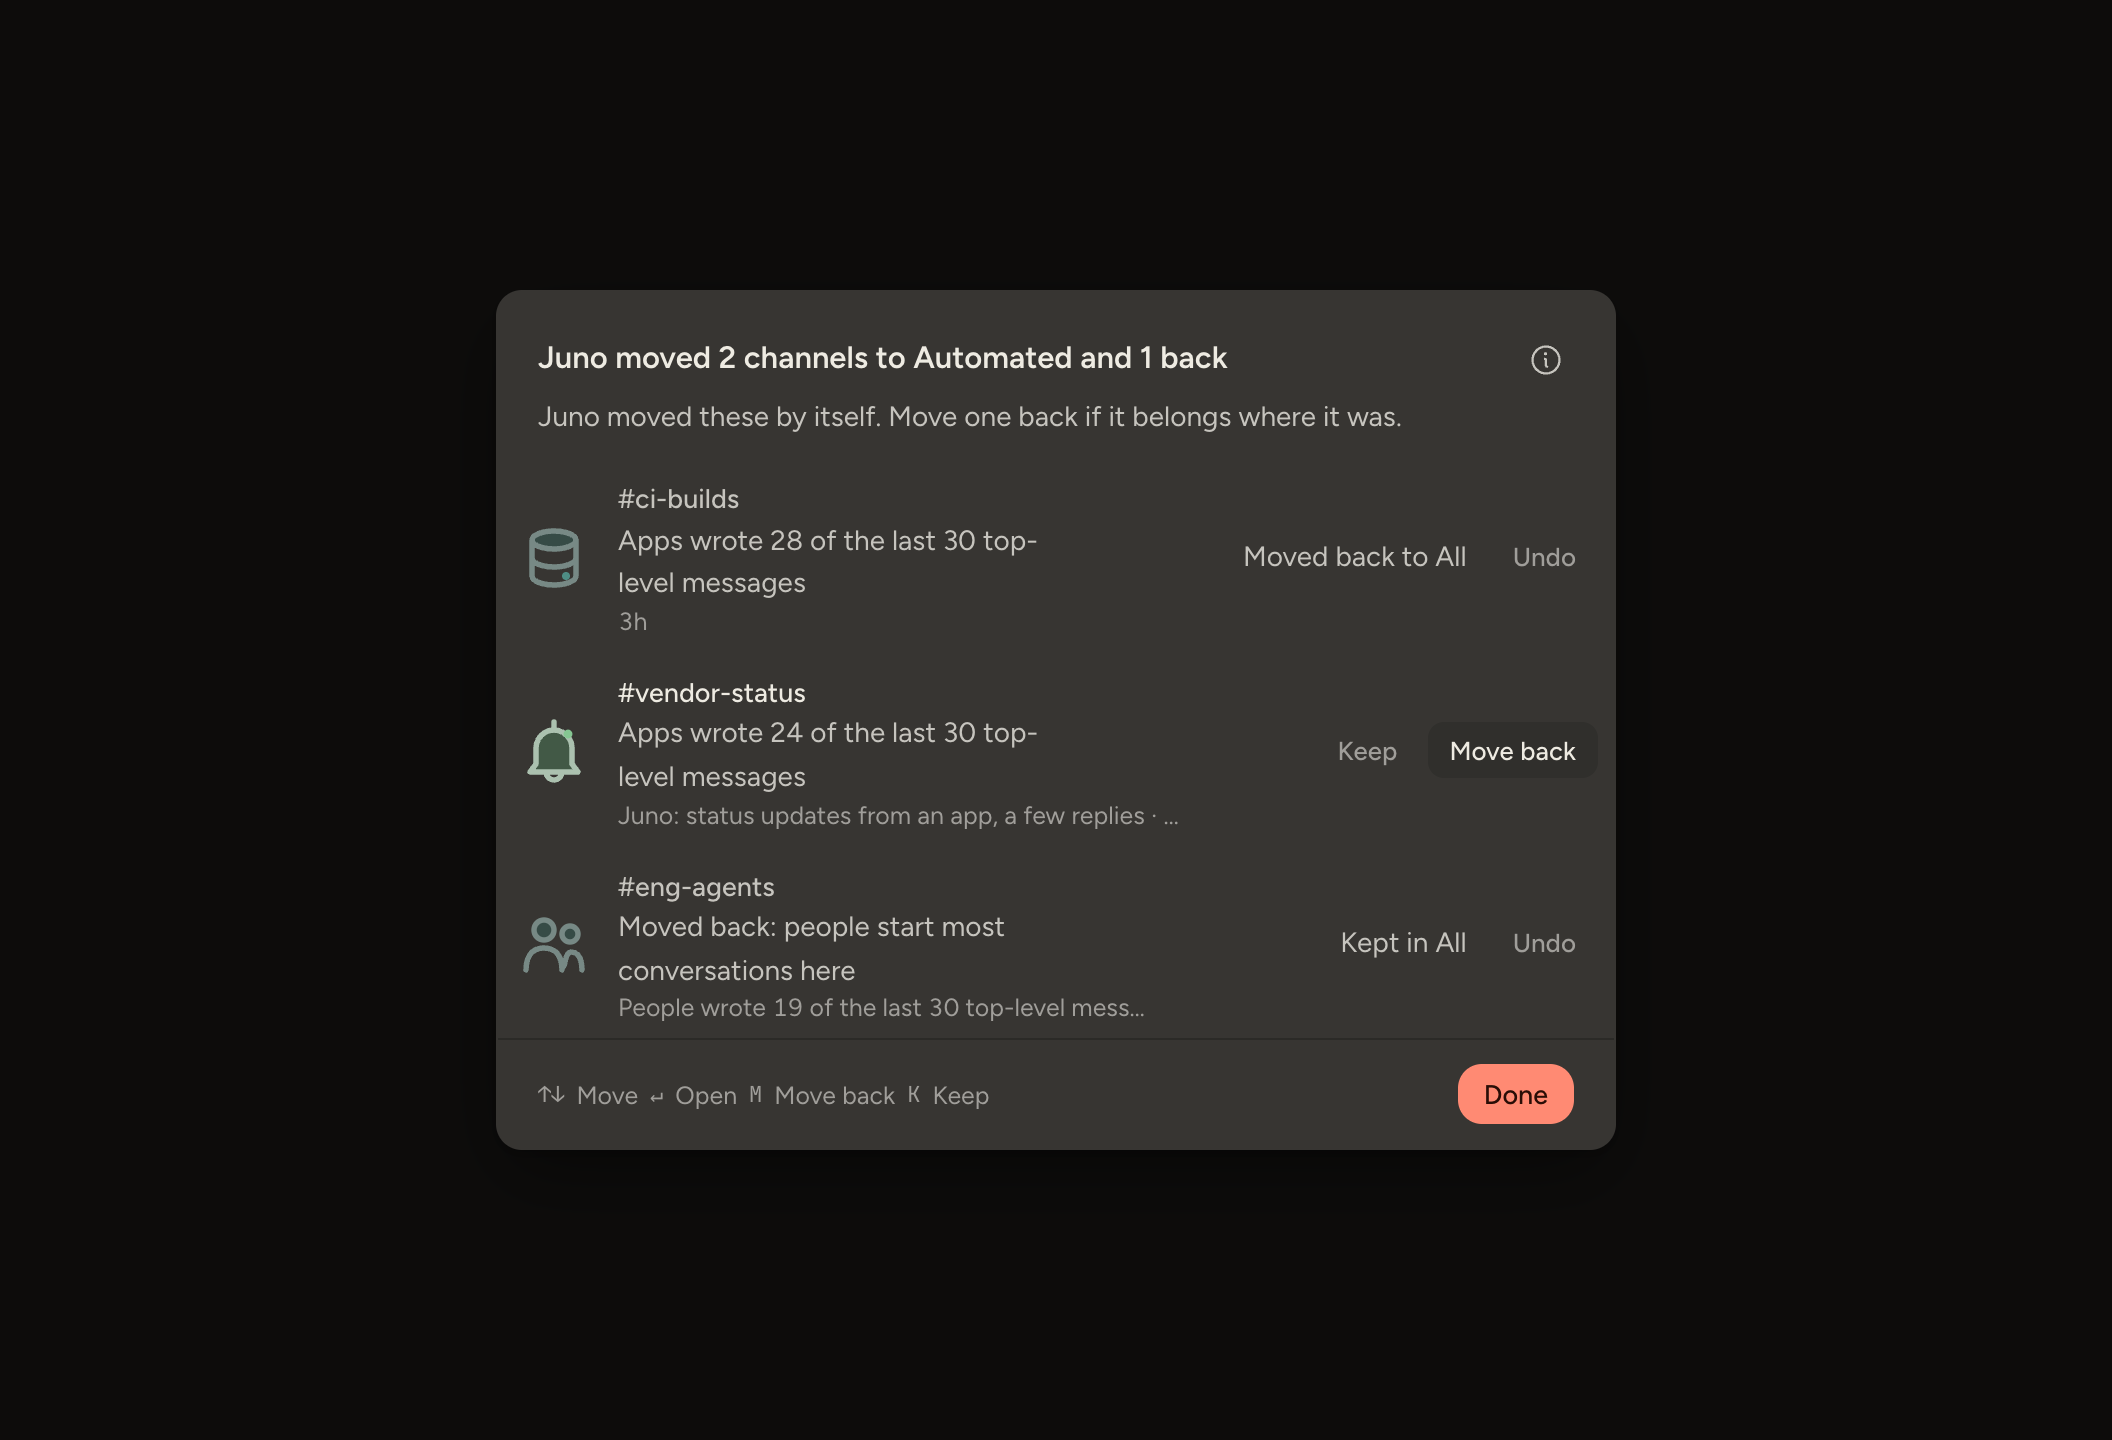 Juno moved 2 channels to Automated and 1 back
Juno moved these by itself. Move one back if it belongs where it was.
#ci-builds
Apps wrote 28 of the last 30 top-
level messages
3h
Moved back to All Undo
#vendor-status
Apps wrote 24 of the last 30 top-
level messages
Juno: status updates from an app, a few replies · ...
Keep Move back
#eng-agents
Moved back: people start most
conversations here
People wrote 19 of the last 30 top-level mess...
Kept in All Undo
↑↓ Move ↵ Open M Move back K Keep
Done